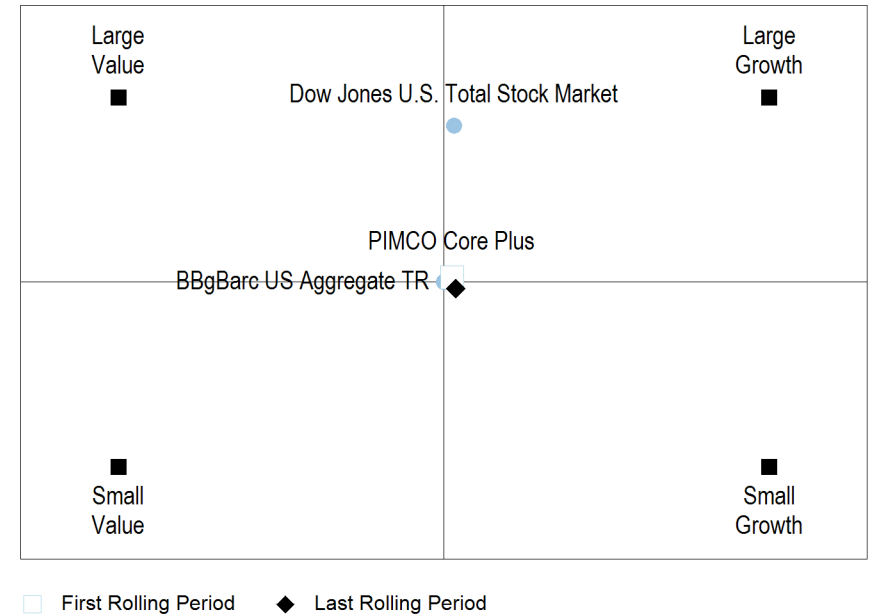 Large
Value
Large
Growth
Dow Jones U.S. Total Stock Market
PIMCO Core Plus
BBgBarc US Aggregate TR
Small
Value
Small
Growth
First Rolling Period
Last Rolling Period